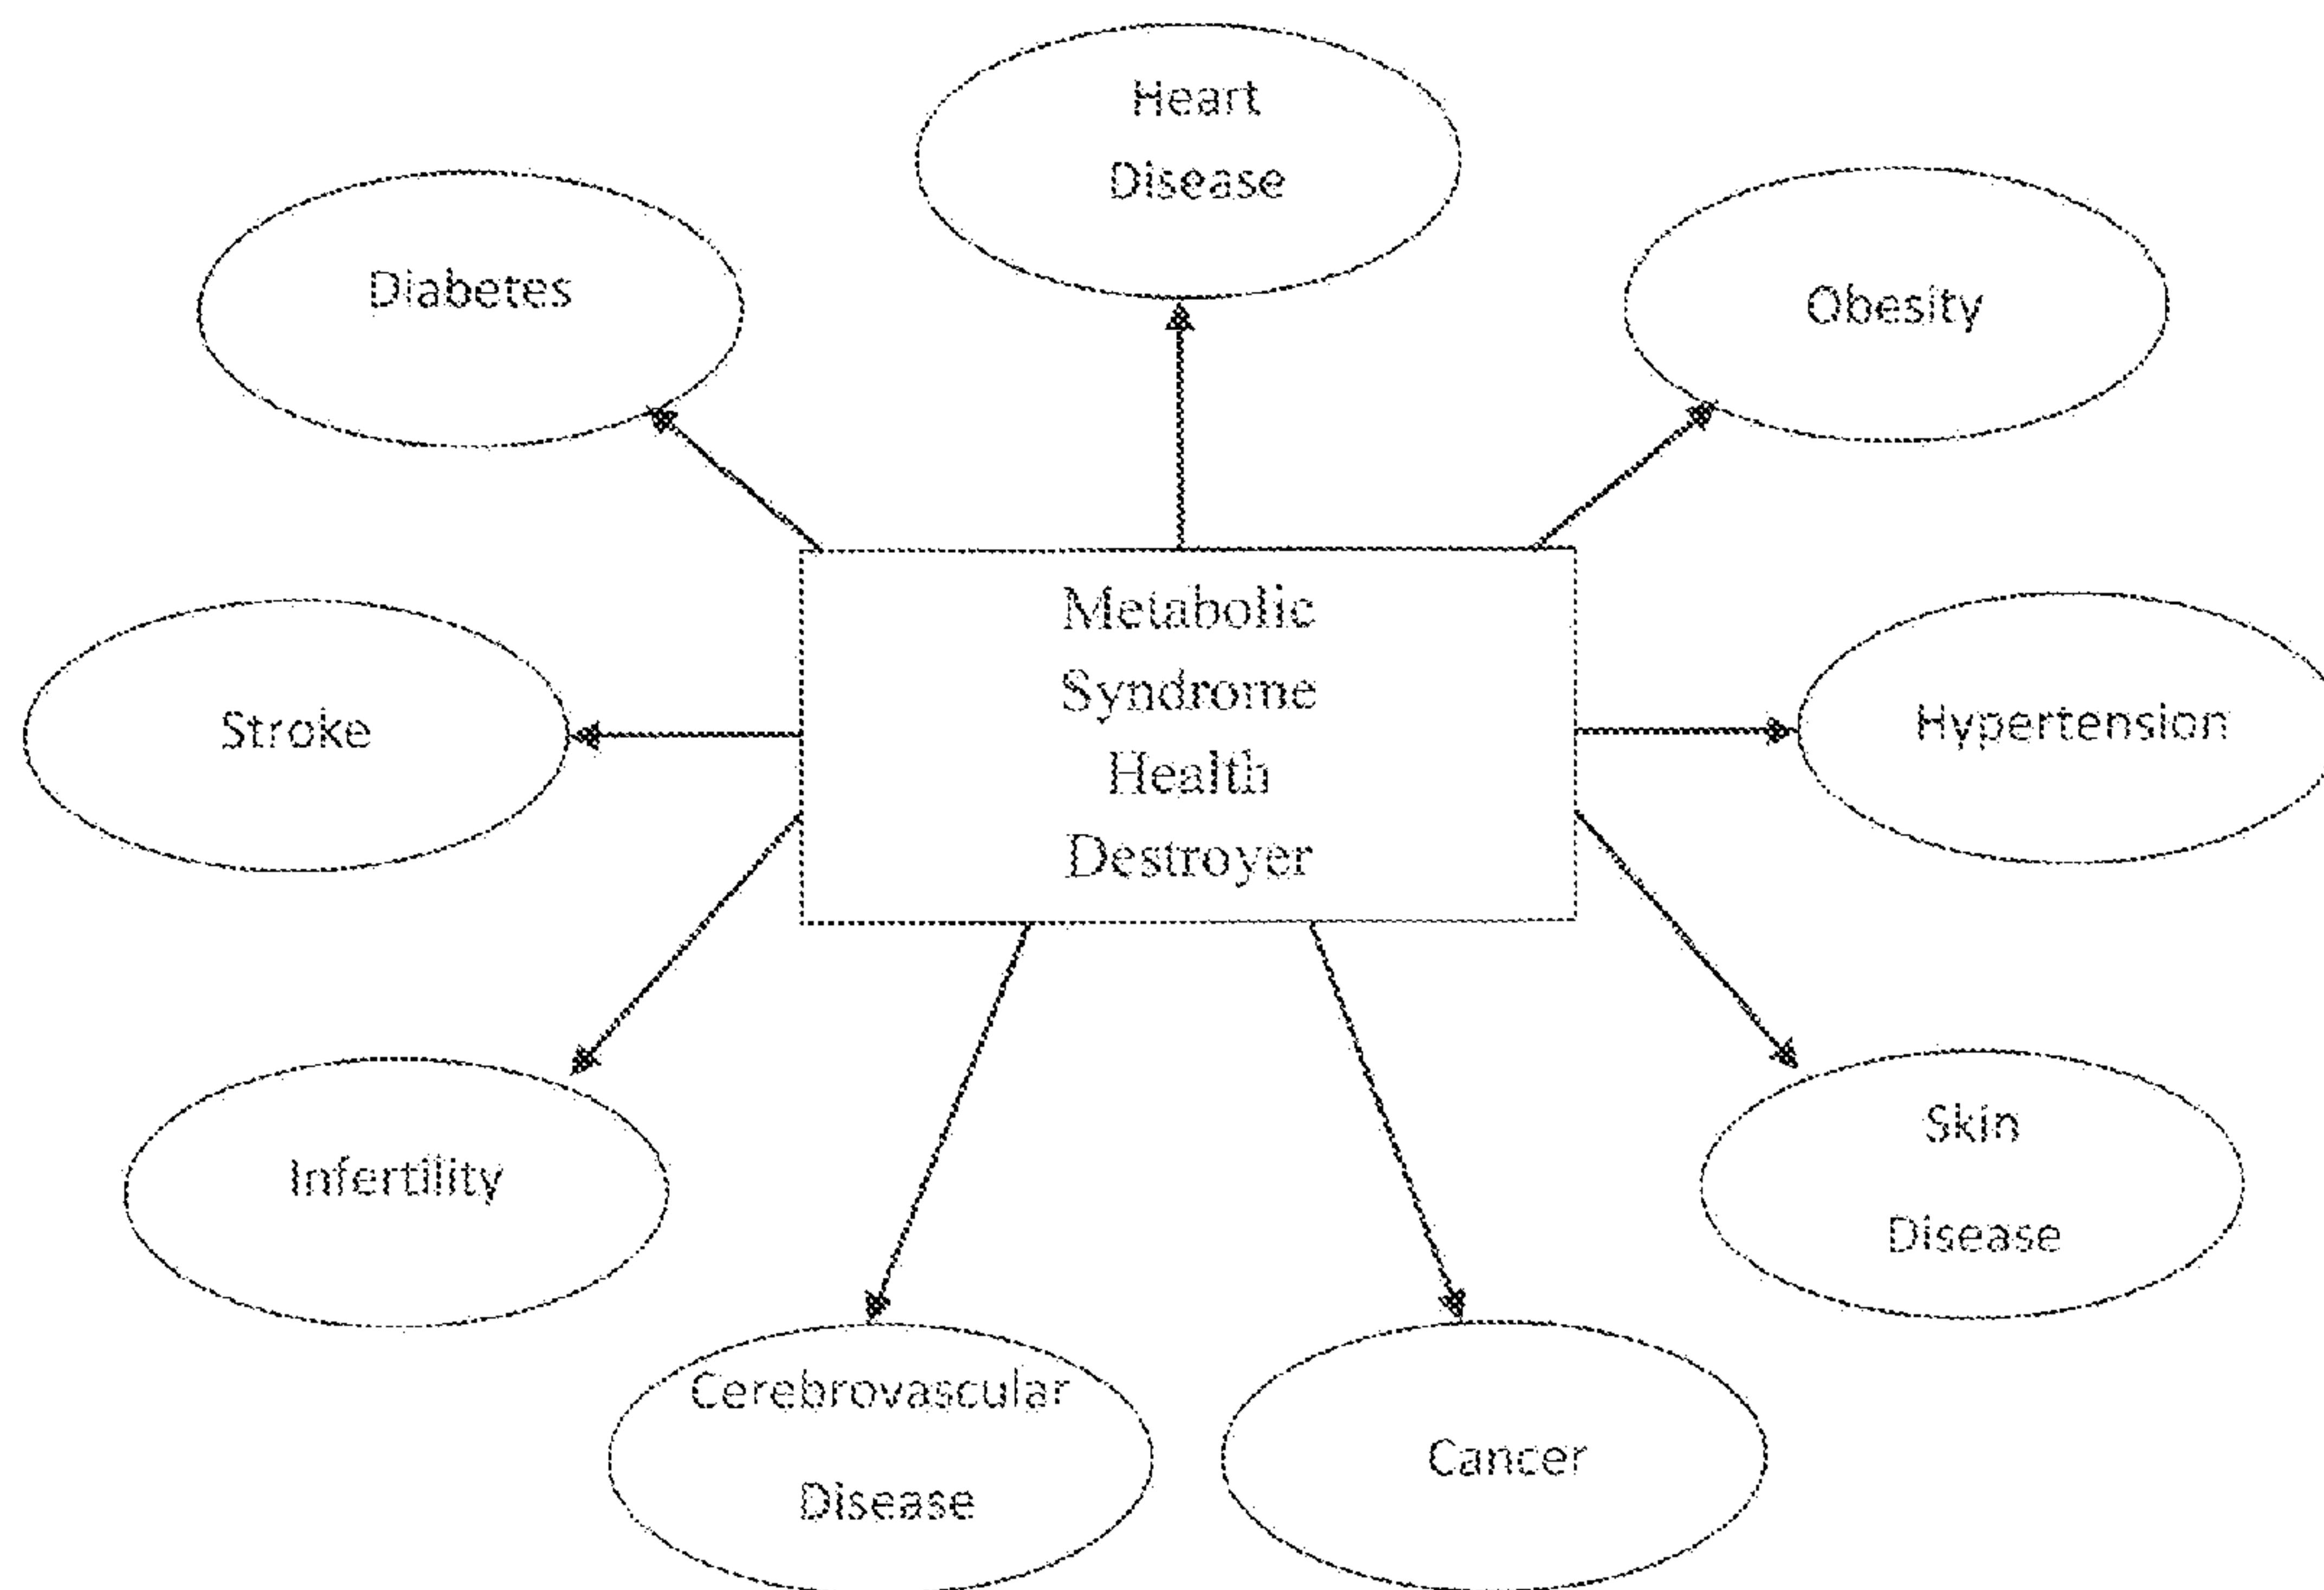 Heart
Disease
Diabetes
Obesity
Metabolic
Syndrome
Health
Destroyer
Stroke
Hypertension
Infertility
Skin
Disease
Cerebrovascular
Disease
Cancer